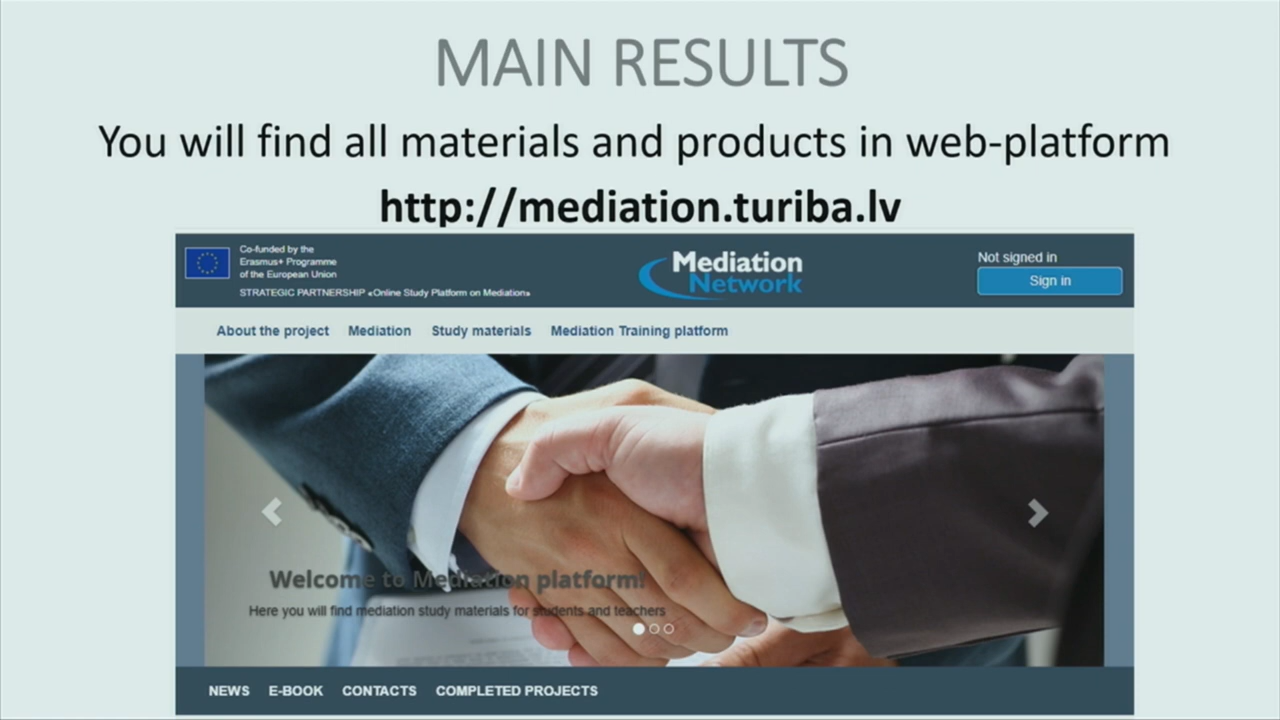 MAIN RESULTS
You will find all materials and products in web-platform
http://mediation.turiba.lv
Co-funded by the
Erasmus+ Programme
of the European Union
STRATEGIC PARTNERSHIP «Online Study Platform on Mediation»
Mediation
Network
Not signed in
Sign in
About the project Mediation Study materials Mediation Training platform
Welcome to Mediation platform!
Here you will find mediation study materials for students and teachers
NEWS E-BOOK CONTACTS COMPLETED PROJECTS